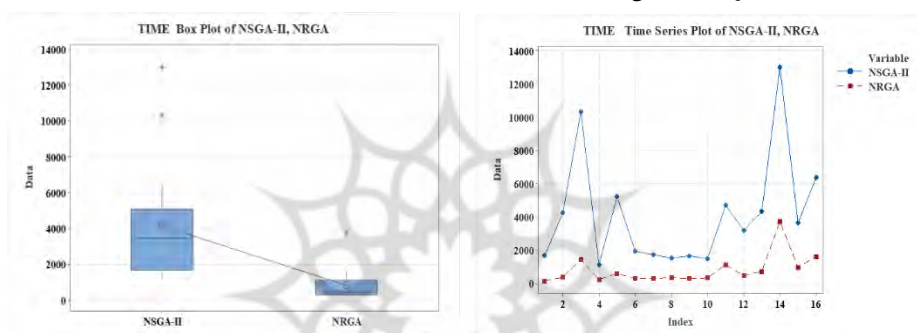 TIME Box Plot of NSGA-II, NRGA
14000
12000
10000
8000
6000
4000
2000
0
Data
NSGA-II
NRGA
TIME Time Series Plot of NSGA-II, NRGA
14000
12000
10000
8000
6000
4000
2000
0
Data
2
4
6
8
10
12
14
16
Index
Variable
NSGA-II
NRGA